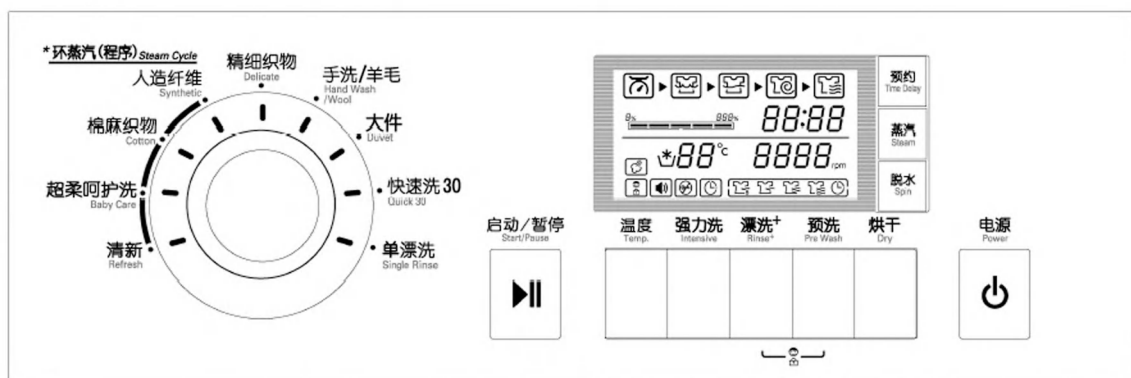 *环蒸汽(程序) Steam Cycle
人造纤维
Synthetic
精细织物
Delicate
手洗/羊毛
Hand Wash
/Wool
棉麻织物
Cotton
大件
Duvet
超柔呵护洗
Baby Care
快速洗30
Quick 30
清新
Refresh
单漂洗
Single Rinse
0% 888%
88:88
88°c
8888 rpm
预约
Time Delay
蒸汽
Steam
脱水
Spin
启动/暂停
Start/Pause
温度
Temp.
强力洗
Intensive
漂洗+
Rinse+
预洗
Pre Wash
烘干
Dry
电源
Power